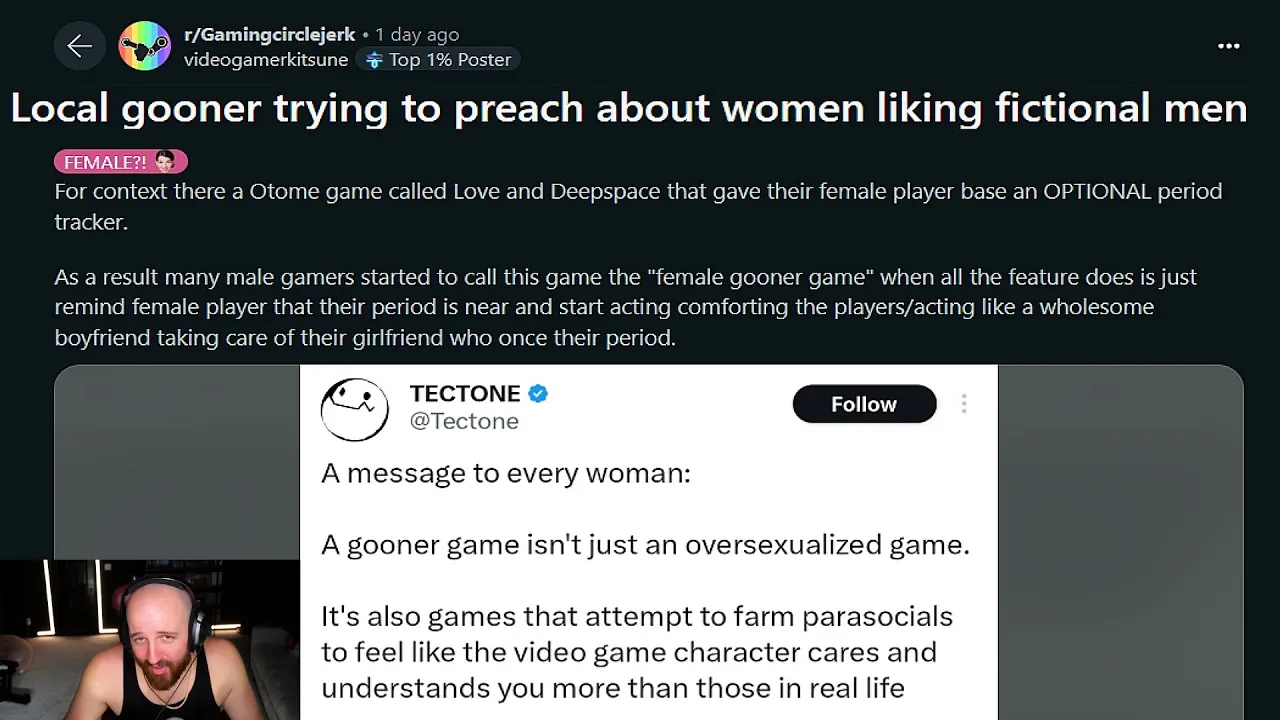 r/Gamingcirclejerk • 1 day ago
videogamerkitsune Top 1% Poster
Local gooner trying to preach about women liking fictional men
FEMALE?!
For context there a Otome game called Love and Deepspace that gave their female player base an OPTIONAL period
tracker.
As a result many male gamers started to call this game the "female gooner game" when all the feature does is just
remind female player that their period is near and start acting comforting the players/acting like a wholesome
boyfriend taking care of their girlfriend who once their period.
TECTONE
@Tectone
Follow
A message to every woman:
A gooner game isn't just an oversexualized game.
It's also games that attempt to farm parasocials
to feel like the video game character cares and
understands you more than those in real life